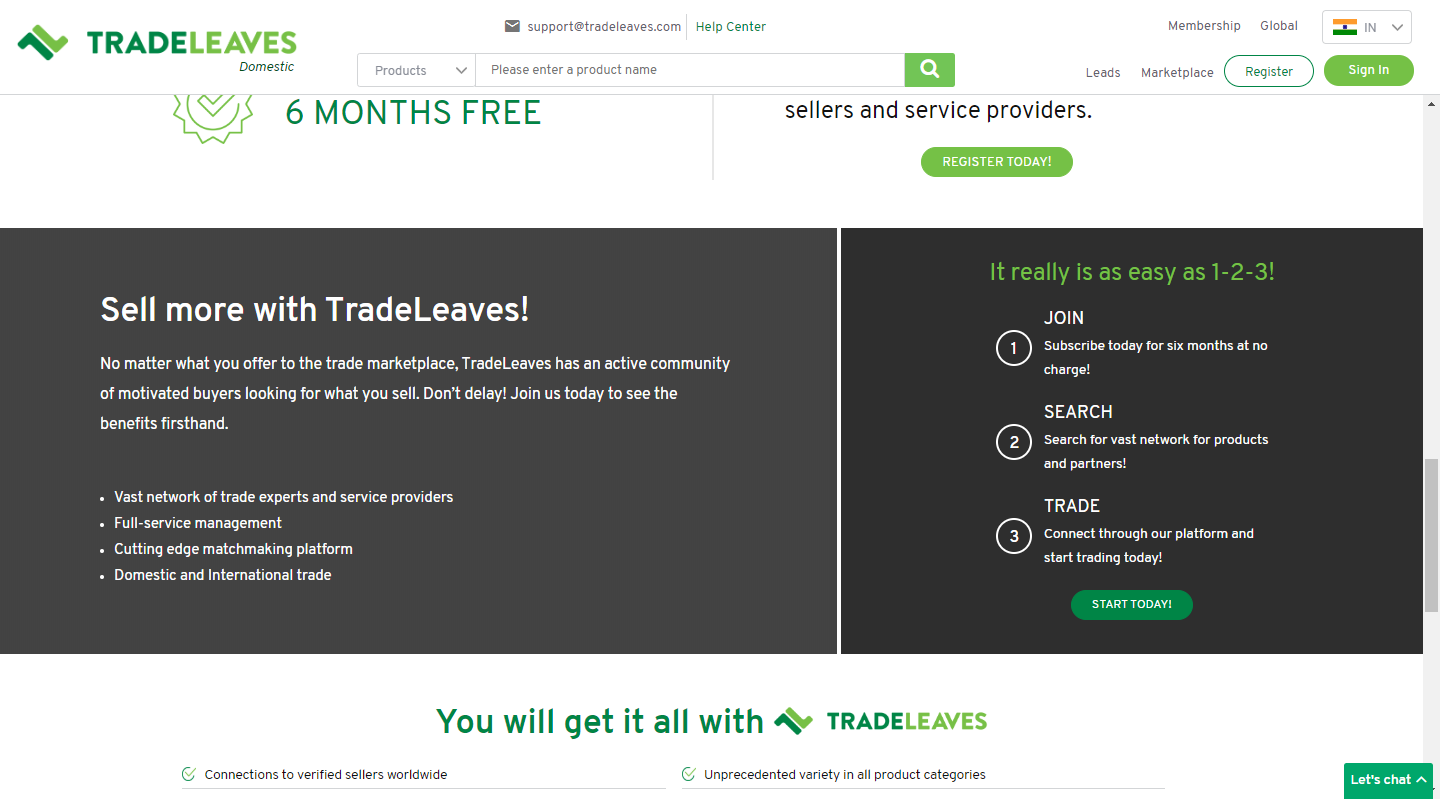 support@tradeleaves.com
Help Center
Membership
Global
IN
TRADELEAVES
Domestic
Products
Please enter a product name
Leads
Marketplace
Register
Sign In
6 MONTHS FREE
sellers and service providers.
REGISTER TODAY!
Sell more with TradeLeaves!
No matter what you offer to the trade marketplace, TradeLeaves has an active community
of motivated buyers looking for what you sell. Don’t delay! Join us today to see the
benefits firsthand.
• Vast network of trade experts and service providers
• Full-service management
• Cutting edge matchmaking platform
• Domestic and International trade
It really is as easy as 1-2-3!
JOIN
1
Subscribe today for six months at no
charge!
SEARCH
2
Search for vast network for products
and partners!
TRADE
3
Connect through our platform and
start trading today!
START TODAY!
You will get it all with TRADELEAVES
Connections to verified sellers worldwide
Unprecedented variety in all product categories
Let's chat